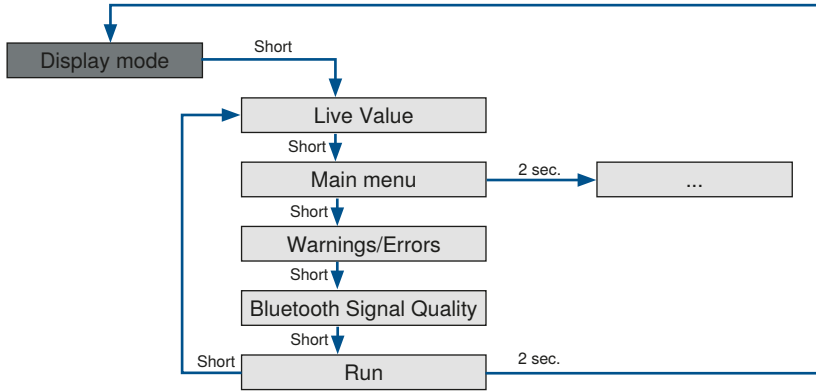 Display mode
Short
Live Value
Short
Main menu
2 sec.
...
Short
Warnings/Errors
Short
Bluetooth Signal Quality
Short
Short
Run
2 sec.